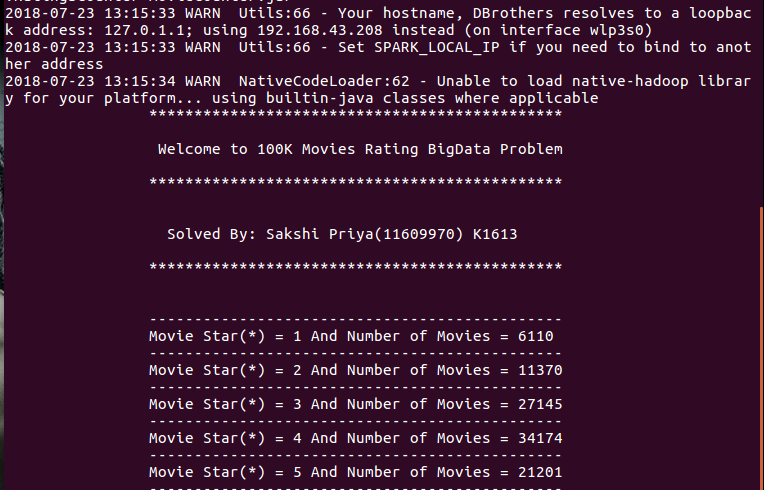 2018-07-23 13:15:33 WARN  Utils:66 - Your hostname, DBrothers resolves to a loopbac
k address: 127.0.1.1; using 192.168.43.208 instead (on interface wlp3s0)
2018-07-23 13:15:33 WARN  Utils:66 - Set SPARK_LOCAL_IP if you need to bind to anot
her address
2018-07-23 13:15:34 WARN  NativeCodeLoader:62 - Unable to load native-hadoop librar
y for your platform... using builtin-java classes where applicable
**********************************************
Welcome to 100K Movies Rating BigData Problem
**********************************************
Solved By: Sakshi Priya(11609970) K1613
**********************************************
----------------------------------------------
Movie Star(*) = 1 And Number of Movies = 6110
----------------------------------------------
Movie Star(*) = 2 And Number of Movies = 11370
----------------------------------------------
Movie Star(*) = 3 And Number of Movies = 27145
----------------------------------------------
Movie Star(*) = 4 And Number of Movies = 34174
----------------------------------------------
Movie Star(*) = 5 And Number of Movies = 21201
----------------------------------------------